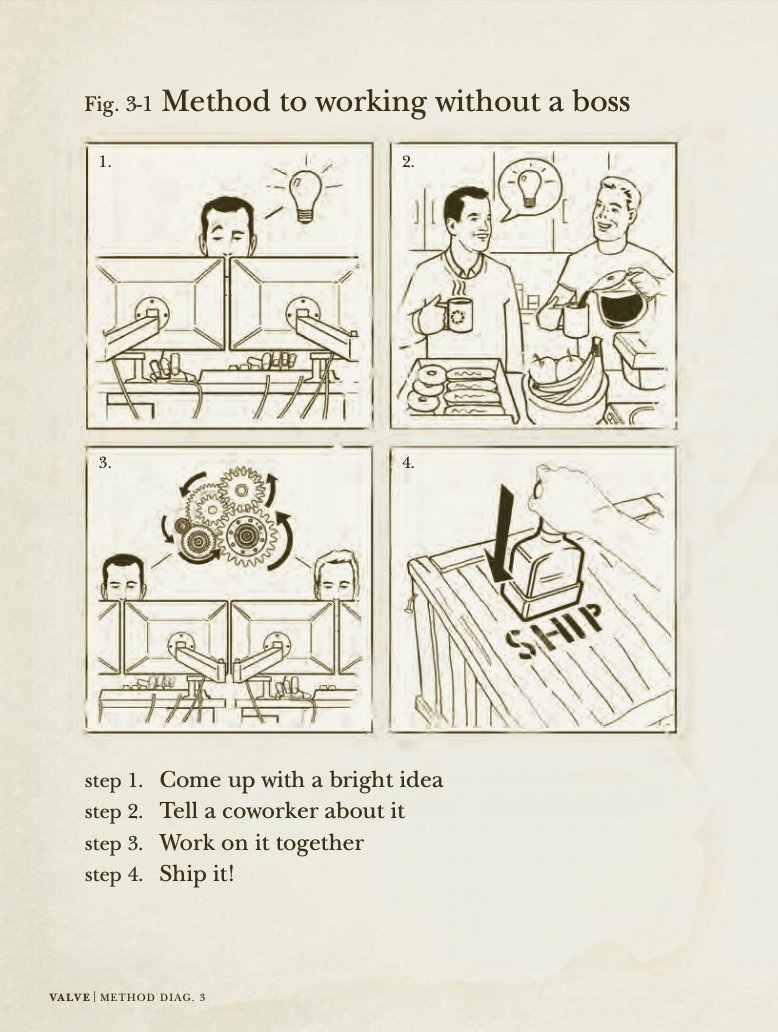 Fig. 3-1 Method to working without a boss
1.
2.
3.
4.
SHIP
step 1. Come up with a bright idea
step 2. Tell a coworker about it
step 3. Work on it together
step 4. Ship it!
VALVE | METHOD DIAG. 3